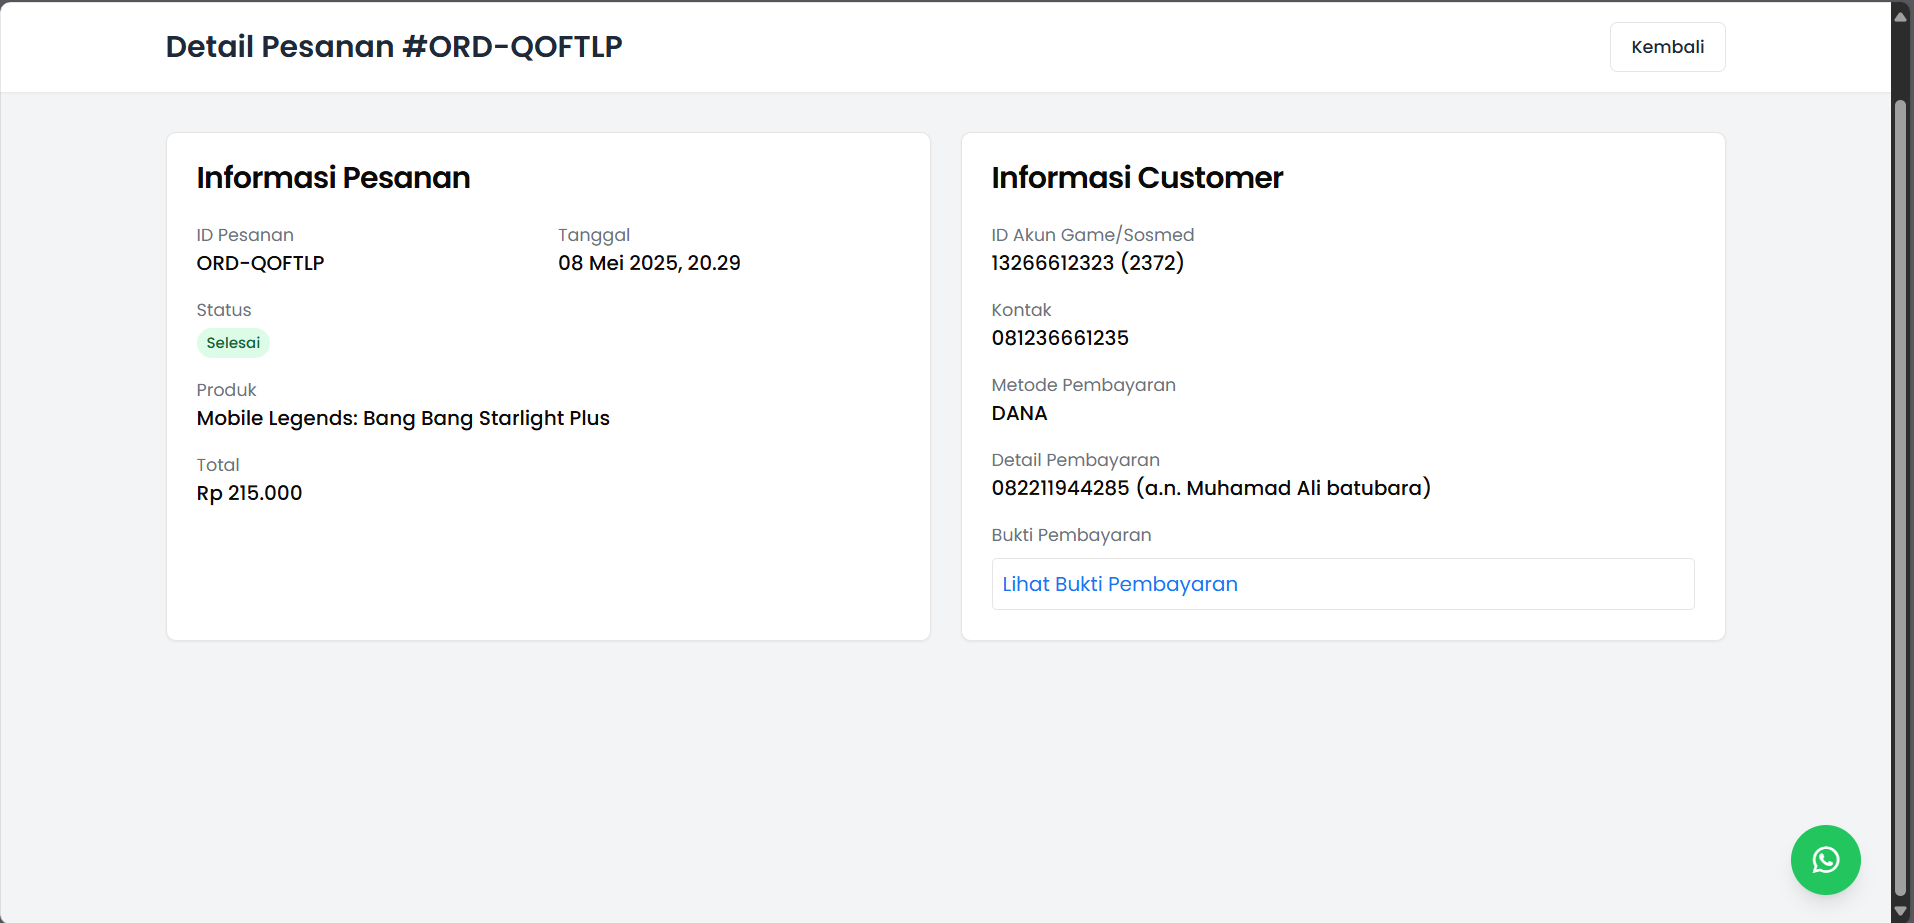 Detail Pesanan #ORD-QOFTLP
Kembali
Informasi Pesanan
ID Pesanan
ORD-QOFTLP
Tanggal
08 Mei 2025, 20.29
Status
Selesai
Produk
Mobile Legends: Bang Bang Starlight Plus
Total
Rp 215.000
Informasi Customer
ID Akun Game/Sosmed
13266612323 (2372)
Kontak
081236661235
Metode Pembayaran
DANA
Detail Pembayaran
082211944285 (a.n. Muhamad Ali batubara)
Bukti Pembayaran
Lihat Bukti Pembayaran